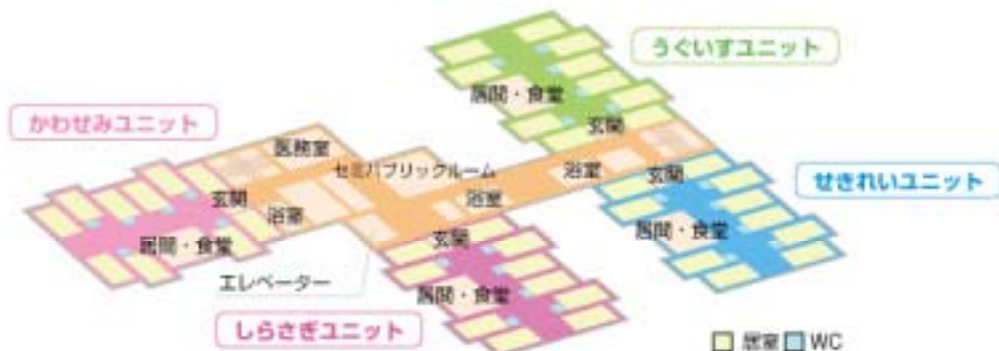 うぐいすユニット
居間・食堂
玄関
かわせみユニット
医務室
セミパブリックルーム
浴室
玄関
せきれいユニット
玄関
浴室
浴室
居間・食堂
玄関
居間・食堂
エレベーター
居間・食堂
しらさぎユニット
居室 WC